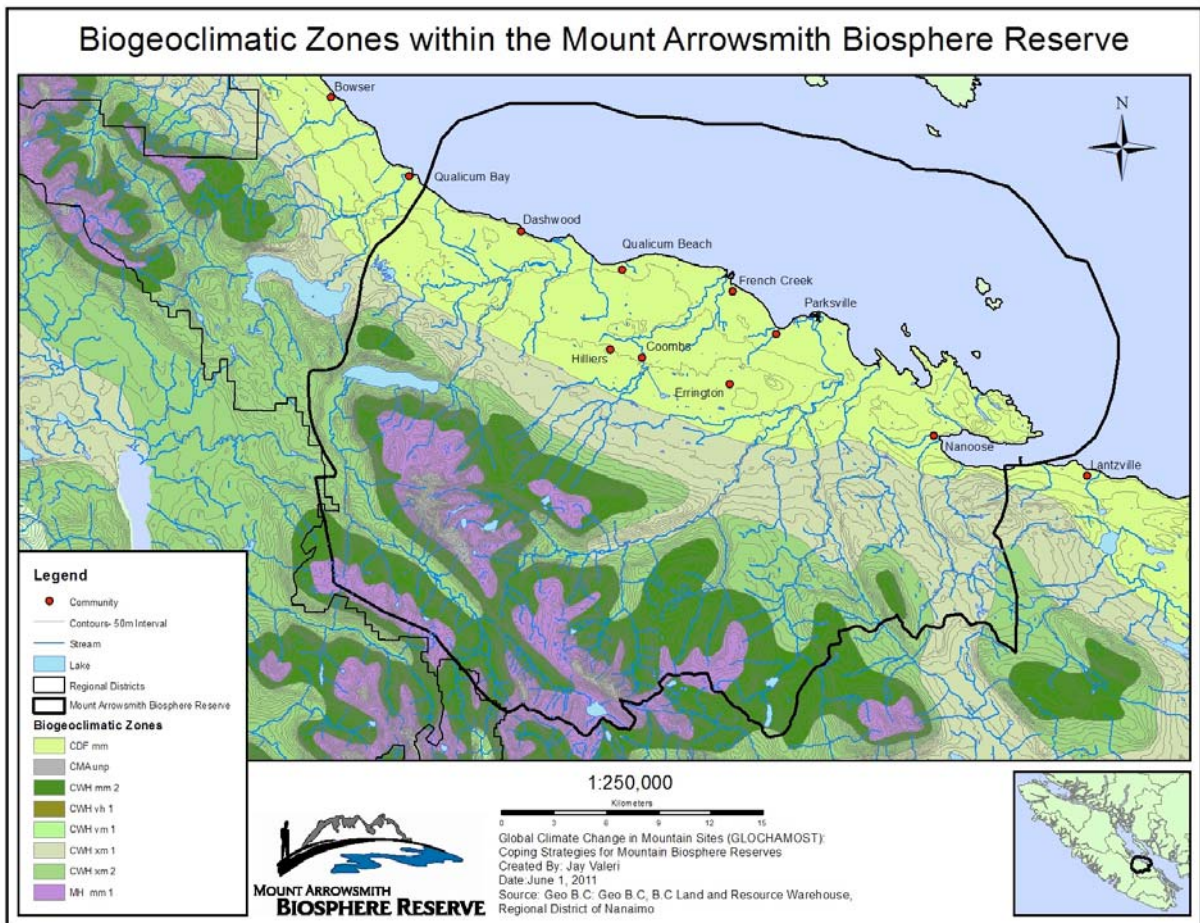 Biogeoclimatic Zones within the Mount Arrowsmith Biosphere Reserve
Bowser
N
Qualicum Bay
Dashwood
Qualicum Beach
French Creek
Parksville
Hilliers
Coombs
Errington
Nanoose
Lantzville
Legend
Community
Contours- 50m Interval
Stream
Lake
Regional Districts
Mount Arrowsmith Biosphere Reserve
Biogeoclimatic Zones
CDF mm
CMA unp
CWH mm 2
CWH vh 1
CWH vm 1
CWH xm 1
CWH xm 2
MH mm 1
MOUNT ARROWSMITH
BIOSPHERE RESERVE
1:250,000
Kilometers
0 3 6 9 12 15
Global Climate Change in Mountain Sites (GLOCHAMOST):
Coping Strategies for Mountain Biosphere Reserves
Created By: Jay Valeri
Date:June 1, 2011
Source: Geo B.C: Geo B.C, B.C Land and Resource Warehouse,
Regional District of Nanaimo